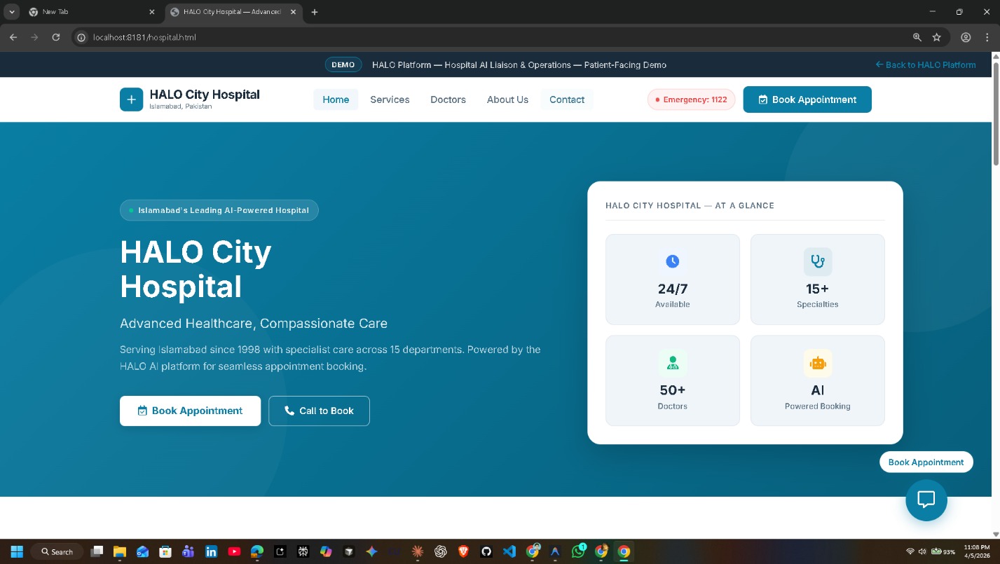 New Tab
HALO City Hospital — Advanced
localhost:8181/hospital.html
DEMO
HALO Platform — Hospital AI Liaison & Operations — Patient-Facing Demo
← Back to HALO Platform
HALO City Hospital
Islamabad, Pakistan
Home
Services
Doctors
About Us
Contact
Emergency: 1122
Book Appointment
Islamabad's Leading AI-Powered Hospital
HALO City
Hospital
Advanced Healthcare, Compassionate Care
Serving Islamabad since 1998 with specialist care across 15 departments. Powered by the
HALO AI platform for seamless appointment booking.
Book Appointment
Call to Book
HALO CITY HOSPITAL — AT A GLANCE
24/7
Available
15+
Specialties
50+
Doctors
AI
Powered Booking
Book Appointment
Search
1
93%
11:08 PM
4/5/2026